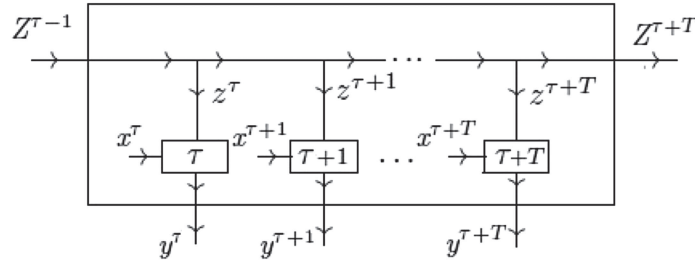 Z^{τ−1} Z^{τ+T}
⋯
z^τ z^{τ+1} z^{τ+T}
x^τ x^{τ+1} x^{τ+T}
τ τ+1 ⋯ τ+T
y^τ y^{τ+1} y^{τ+T}